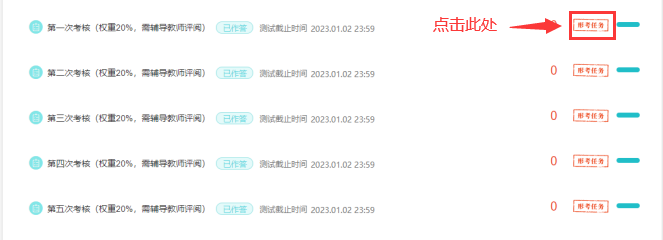 点击此处
第一次考核（权重20%，需辅导教师评阅） 已作答 测试截止时间 2023.01.02 23:59 0 形考任务
第二次考核（权重20%，需辅导教师评阅） 已作答 测试截止时间 2023.01.02 23:59 0 形考任务
第三次考核（权重20%，需辅导教师评阅） 已作答 测试截止时间 2023.01.02 23:59 0 形考任务
第四次考核（权重20%，需辅导教师评阅） 已作答 测试截止时间 2023.01.02 23:59 0 形考任务
第五次考核（权重20%，需辅导教师评阅） 已作答 测试截止时间 2023.01.02 23:59 0 形考任务